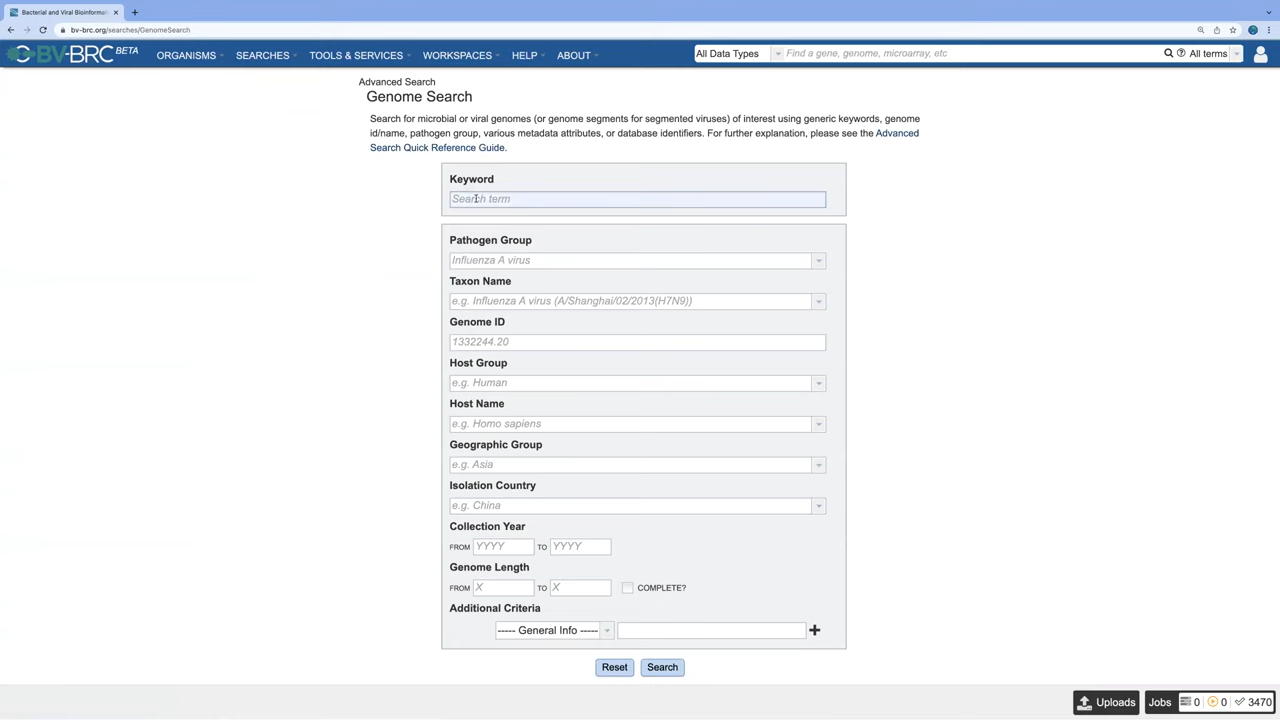 Bacterial and Viral Bioinformat
bv-brc.org/searches/GenomeSearch
BV-BRC BETA ORGANISMS SEARCHES TOOLS & SERVICES WORKSPACES HELP ABOUT All Data Types Find a gene, genome, microarray, etc All terms
Advanced Search
Genome Search
Search for microbial or viral genomes (or genome segments for segmented viruses) of interest using generic keywords, genome
id/name, pathogen group, various metadata attributes, or database identifiers. For further explanation, please see the Advanced
Search Quick Reference Guide.
Keyword
Search term
Pathogen Group
Influenza A virus
Taxon Name
e.g. Influenza A virus (A/Shanghai/02/2013(H7N9))
Genome ID
1332244.20
Host Group
e.g. Human
Host Name
e.g. Homo sapiens
Geographic Group
e.g. Asia
Isolation Country
e.g. China
Collection Year
FROM YYYY TO YYYY
Genome Length
FROM X TO X COMPLETE?
Additional Criteria
----- General Info -----
Reset Search
Uploads Jobs 0 0 3470